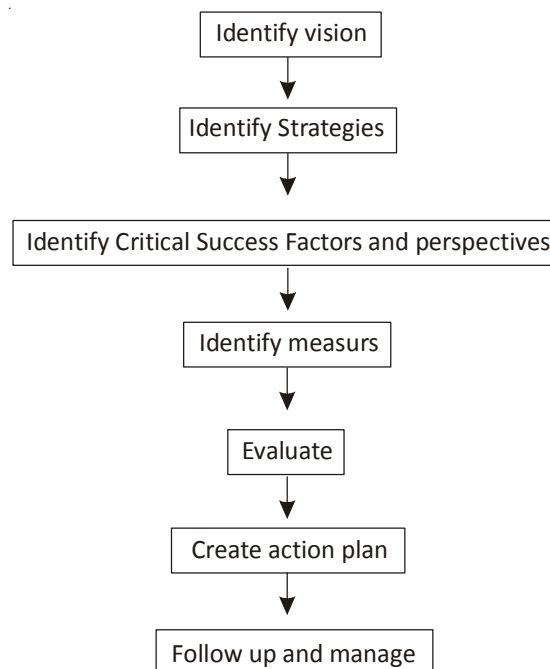 Identify vision
Identify Strategies
Identify Critical Success Factors and perspectives
Identify measurs
Evaluate
Create action plan
Follow up and manage